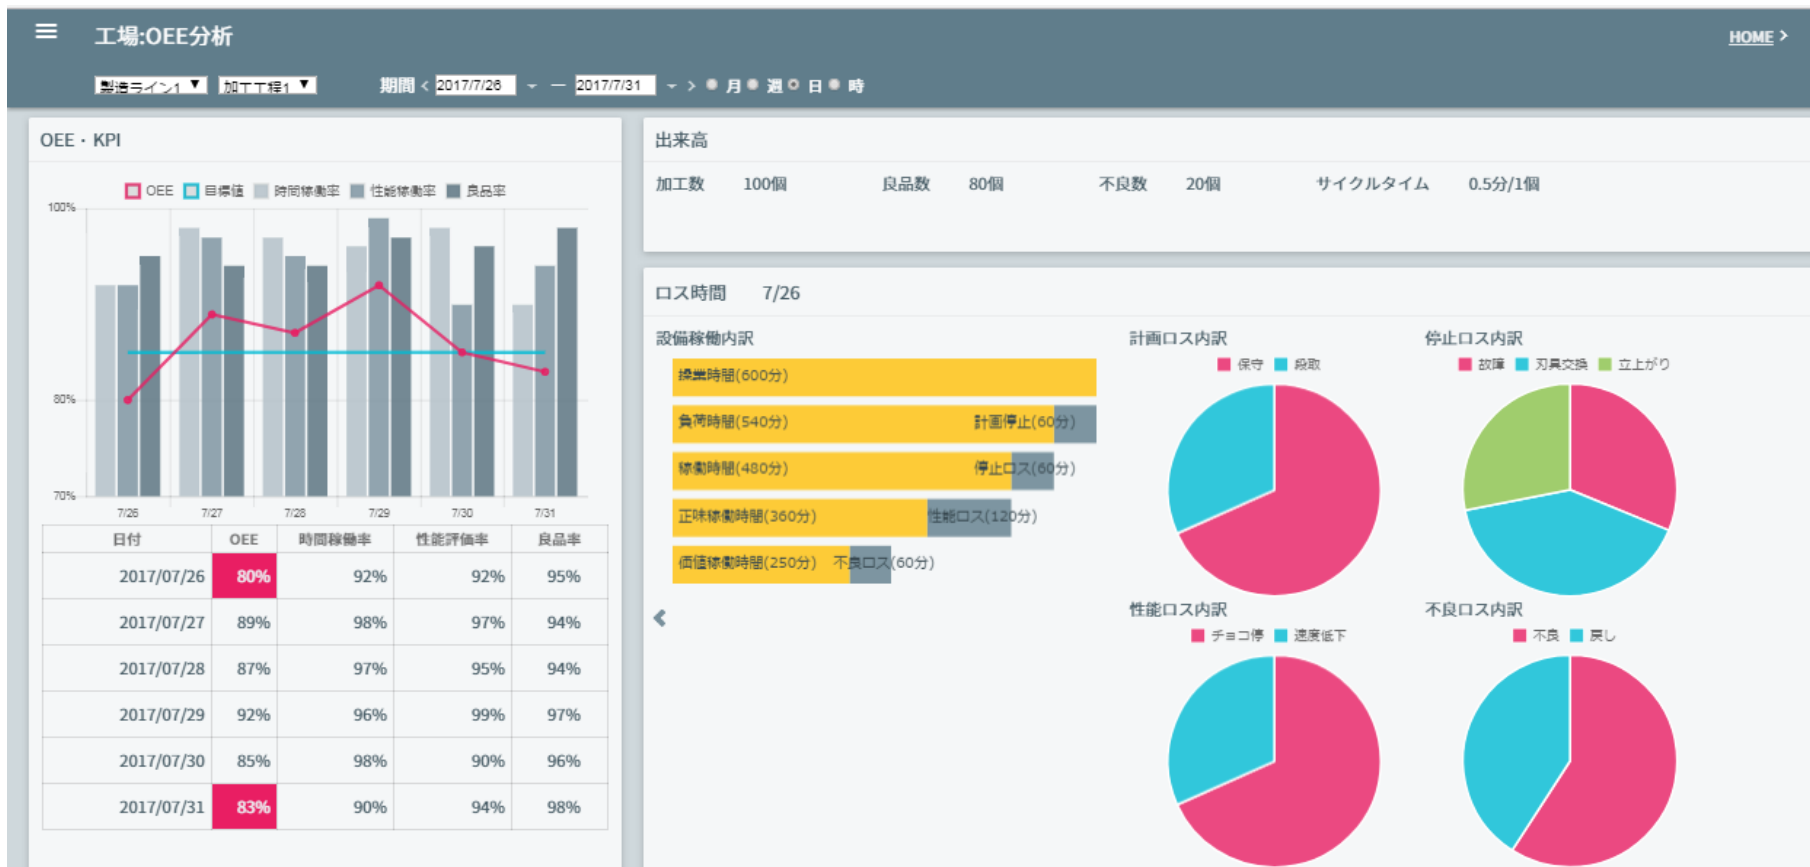 工場:OEE分析
HOME >
製造ライン1 ▼ 加工工程1 ▼ 期間 < 2017/7/26 — 2017/7/31 > 月 週 日 時
OEE・KPI
OEE 目標値 時間稼働率 性能稼働率 良品率
100%
80%
70%
7/26 7/27 7/28 7/29 7/30 7/31
日付 OEE 時間稼働率 性能評価率 良品率
2017/07/26 80% 92% 92% 95%
2017/07/27 89% 98% 97% 94%
2017/07/28 87% 97% 95% 94%
2017/07/29 92% 96% 99% 97%
2017/07/30 85% 98% 90% 96%
2017/07/31 83% 90% 94% 98%
出来高
加工数 100個 良品数 80個 不良数 20個 サイクルタイム 0.5分/1個
ロス時間 7/26
設備稼働内訳
操業時間(600分)
負荷時間(540分) 計画停止(60分)
稼働時間(480分) 停止ロス(60分)
正味稼働時間(360分) 性能ロス(120分)
価値稼働時間(250分) 不良ロス(60分)
計画ロス内訳
保守 段取
停止ロス内訳
故障 刃具交換 立上がり
性能ロス内訳
チョコ停 速度低下
不良ロス内訳
不良 戻し